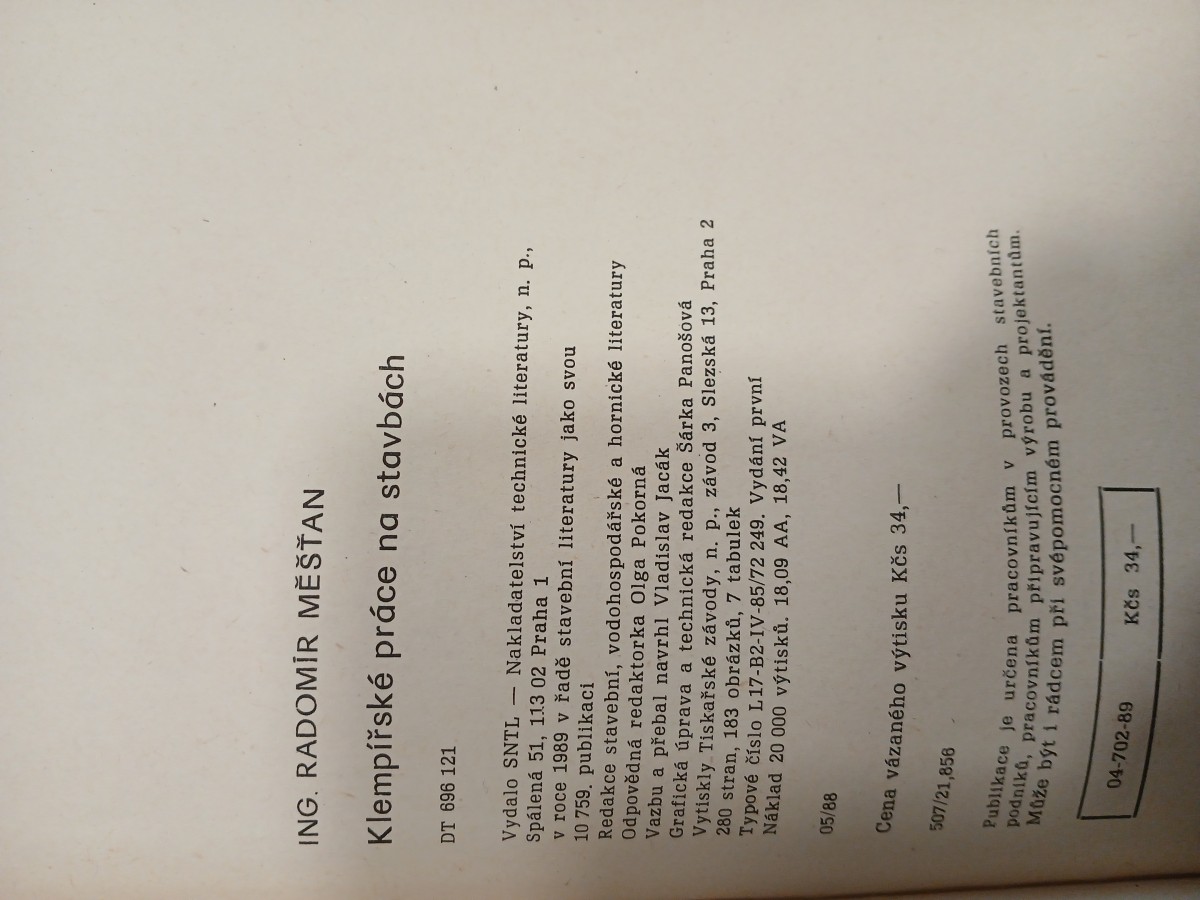 ING. RADOMÍR MĚŠŤAN
Klempířské práce na stavbách
DT 696 121
Vydalo SNTL — Nakladatelství technické literatury, n. p.,
Spálená 51, 113 02 Praha 1
v roce 1989 v řadě stavební literatury jako svou
10 759. publikaci
Redakce stavební, vodohospodářské a hornické literatury
Odpovědná redaktorka Olga Pokorná
Vazbu a přebal navrhl Vladislav Jacák
Grafická úprava a technická redakce Šárka Panošová
Vytiskly Tiskařské závody, n. p., závod 3, Slezská 13, Praha 2
280 stran, 183 obrázků, 7 tabulek
Typové číslo L17-B2-IV-85/72 249. Vydání první
Náklad 20 000 výtisků. 18,09 AA, 18,42 VA
05/88
Cena vázaného výtisku Kčs 34,—
507/21,856
Publikace je určena pracovníkům v provozech stavebních
podniků, pracovníkům připravujícím výrobu a projektantům.
Může být i rádcem při svépomocném provádění.
04-702-89 Kčs 34,—